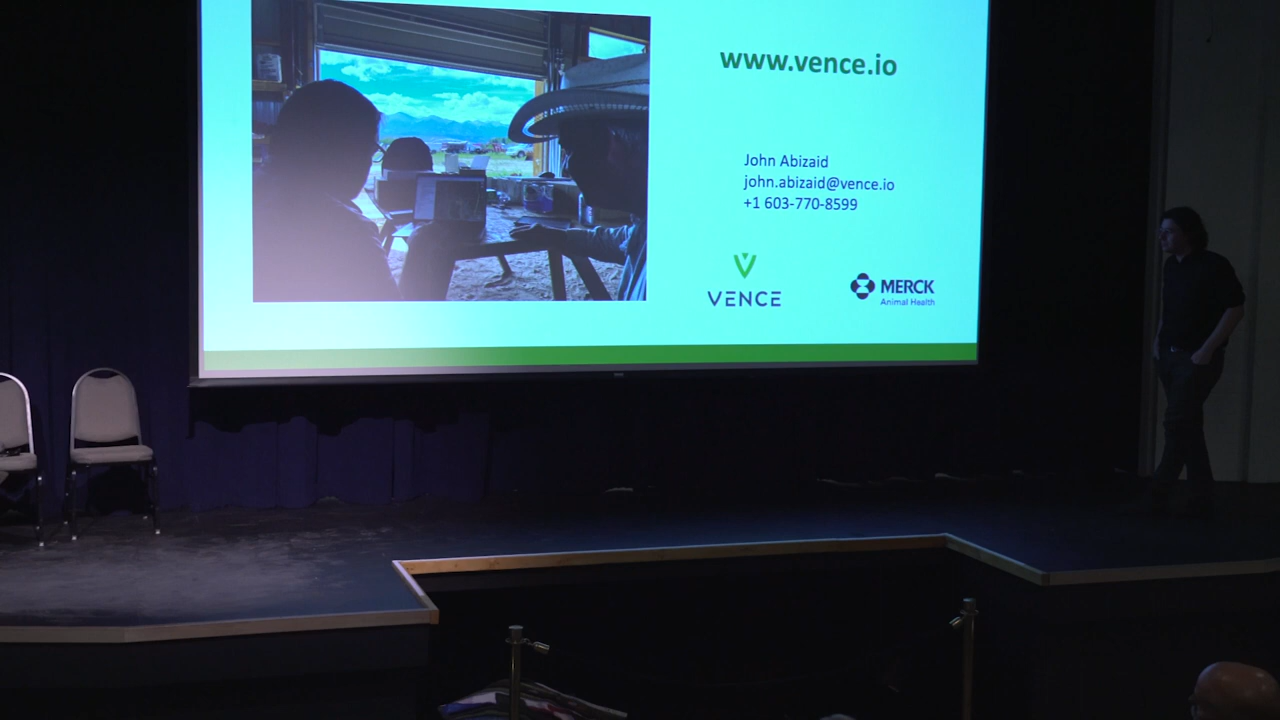 www.vence.io
John Abizaid
john.abizaid@vence.io
+1 603-770-8599
VENCE
MERCK
Animal Health